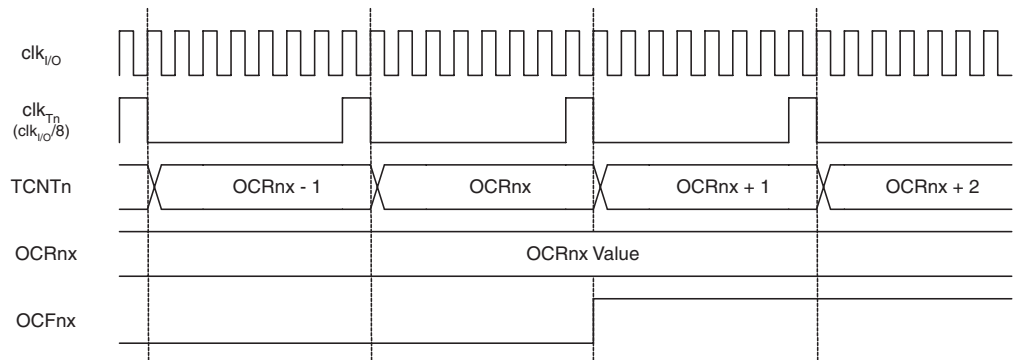 clkI/O
clkTn
(clkI/O/8)
TCNTn OCRnx - 1 OCRnx OCRnx + 1 OCRnx + 2
OCRnx OCRnx Value
OCFnx